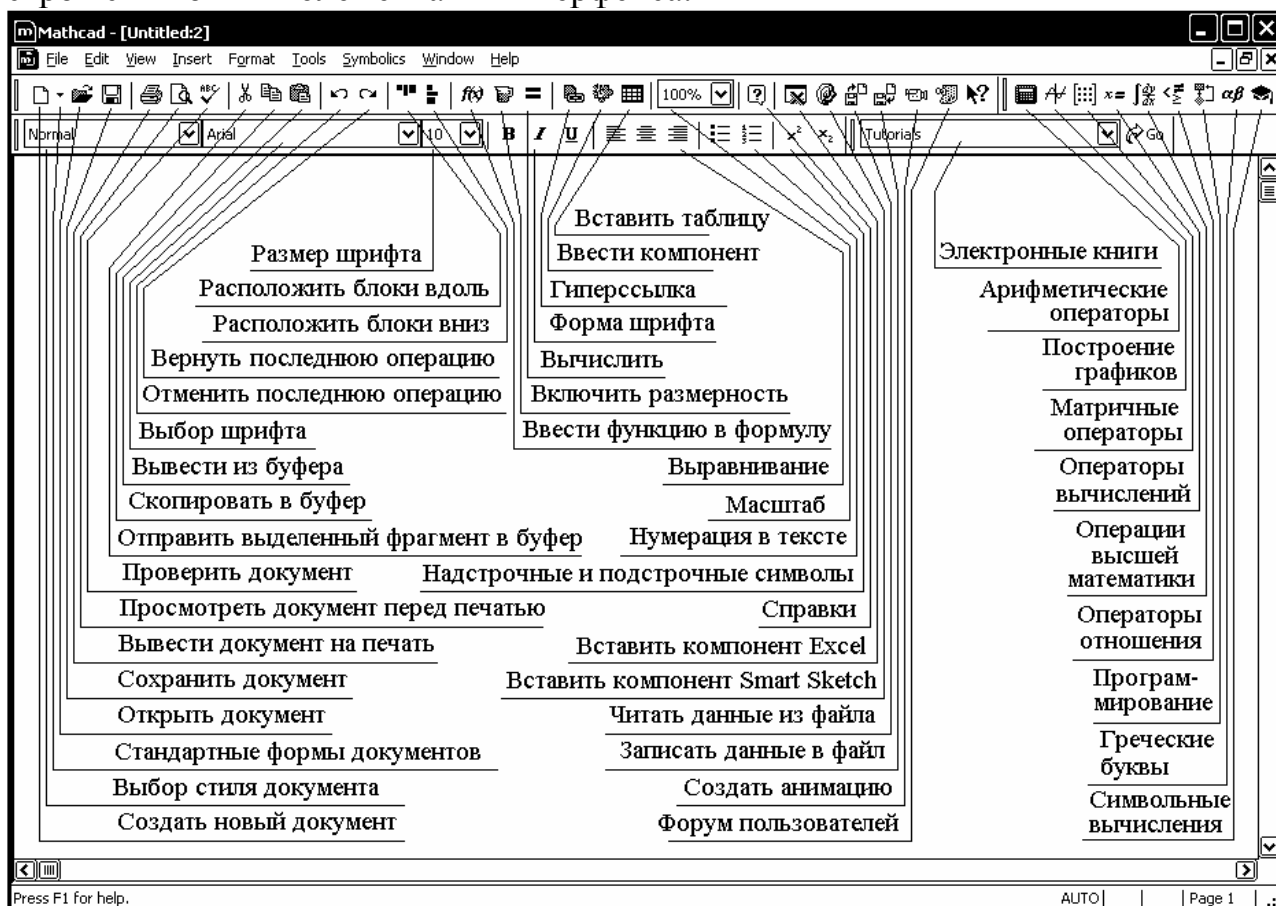 Mathcad - [Untitled:2]
File Edit View Insert Format Tools Symbolics Window Help
100%
Normal Arial 10 B I U Tutorials Go
Вставить таблицу
Размер шрифта Ввести компонент Электронные книги
Расположить блоки вдоль Гиперссылка Арифметические
операторы
Расположить блоки вниз Форма шрифта
Вернуть последнюю операцию Вычислить Построение
графиков
Отменить последнюю операцию Включить размерность
Выбор шрифта Ввести функцию в формулу Матричные
операторы
Вывести из буфера Выравнивание Операторы
вычислений
Скопировать в буфер Масштаб
Отправить выделенный фрагмент в буфер Нумерация в тексте Операции
высшей
математики
Проверить документ Надстрочные и подстрочные символы
Просмотреть документ перед печатью Справки Операторы
отношения
Вывести документ на печать Вставить компонент Excel
Сохранить документ Вставить компонент Smart Sketch Програм-
мирование
Открыть документ Читать данные из файла
Стандартные формы документов Записать данные в файл Греческие
буквы
Выбор стиля документа Создать анимацию Символьные
вычисления
Создать новый документ Форум пользователей
Press F1 for help. AUTO Page 1